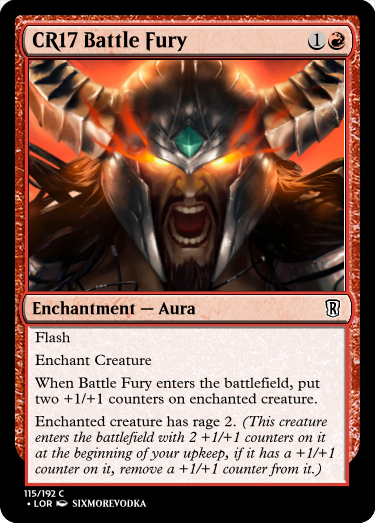 CR17 Battle Fury 1
Enchantment — Aura R
Flash
Enchant Creature
When Battle Fury enters the battlefield, put
two +1/+1 counters on enchanted creature.
Enchanted creature has rage 2. (This creature
enters the battlefield with 2 +1/+1 counters on it
at the beginning of your upkeep, if it has a +1/+1
counter on it, remove a +1/+1 counter from it.)
115/192 C
• LOR SIXMOREVODKA